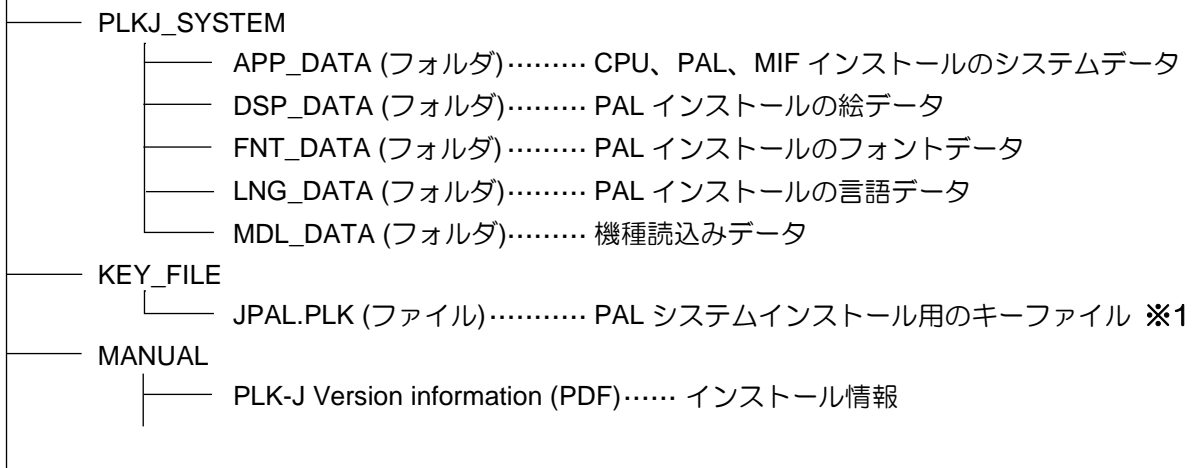 PLKJ_SYSTEM
APP_DATA (フォルダ)⋯⋯⋯ CPU、PAL、MIF インストールのシステムデータ
DSP_DATA (フォルダ)⋯⋯⋯ PAL インストールの絵データ
FNT_DATA (フォルダ)⋯⋯⋯ PAL インストールのフォントデータ
LNG_DATA (フォルダ)⋯⋯⋯ PAL インストールの言語データ
MDL_DATA (フォルダ)⋯⋯⋯ 機種読込みデータ
KEY_FILE
JPAL.PLK (ファイル)⋯⋯⋯⋯ PAL システムインストール用のキーファイル ※1
MANUAL
PLK-J Version information (PDF)⋯⋯ インストール情報